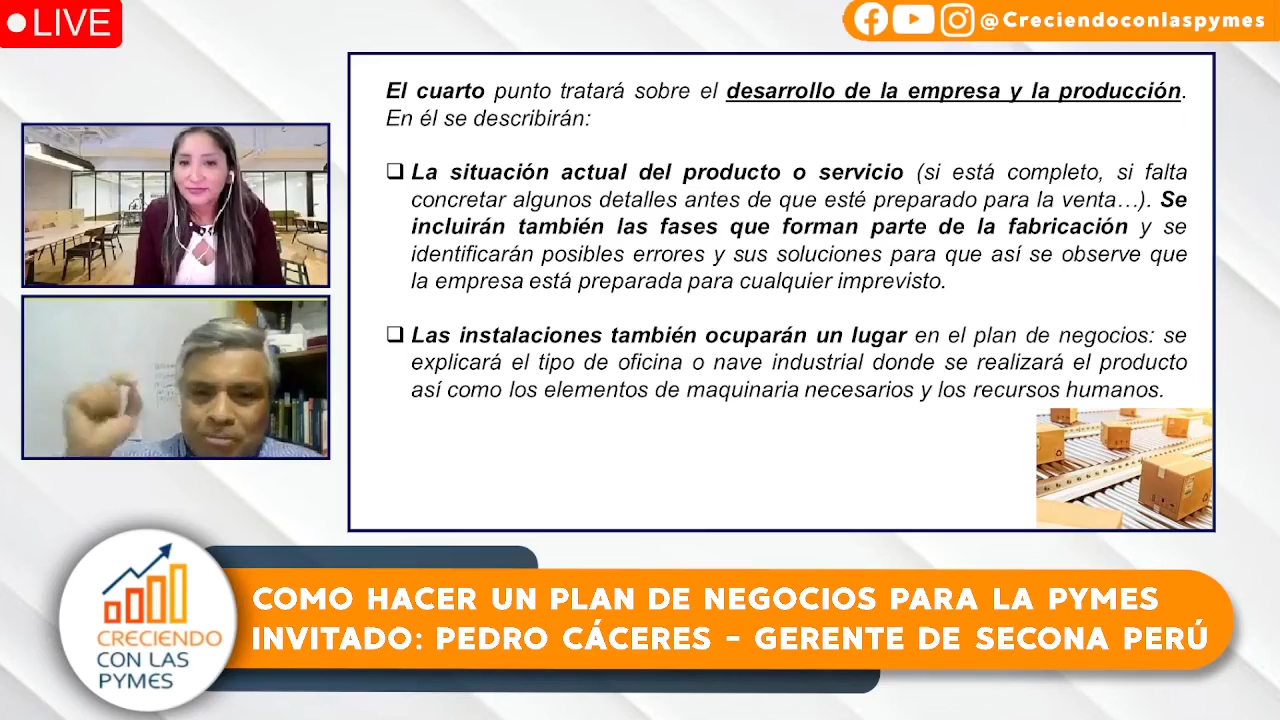 LIVE
@Creciendoconlaspymes
El cuarto punto tratará sobre el desarrollo de la empresa y la producción.
En él se describirán:
❑ La situación actual del producto o servicio (si está completo, si falta
concretar algunos detalles antes de que esté preparado para la venta…). Se
incluirán también las fases que forman parte de la fabricación y se
identificarán posibles errores y sus soluciones para que así se observe que
la empresa está preparada para cualquier imprevisto.
❑ Las instalaciones también ocuparán un lugar en el plan de negocios: se
explicará el tipo de oficina o nave industrial donde se realizará el producto
así como los elementos de maquinaria necesarios y los recursos humanos.
CRECIENDO
CON LAS
PYMES
COMO HACER UN PLAN DE NEGOCIOS PARA LA PYMES
INVITADO: PEDRO CÁCERES - GERENTE DE SECONA PERÚ